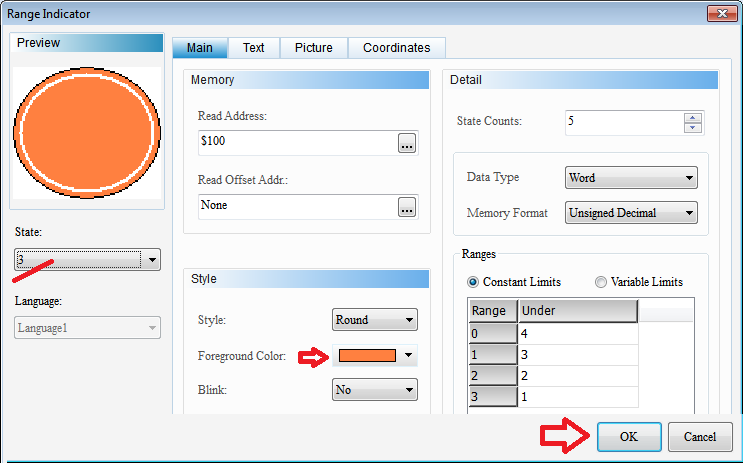 Range Indicator
Preview
State:
3
Language:
Language1
Main Text Picture Coordinates
Memory
Read Address:
$100
...
Read Offset Addr.:
None
...
Style
Style: Round
Foreground Color:
Blink: No
Detail
State Counts: 5
Data Type Word
Memory Format Unsigned Decimal
Ranges
Constant Limits Variable Limits
Range Under
0 4
1 3
2 2
3 1
OK Cancel